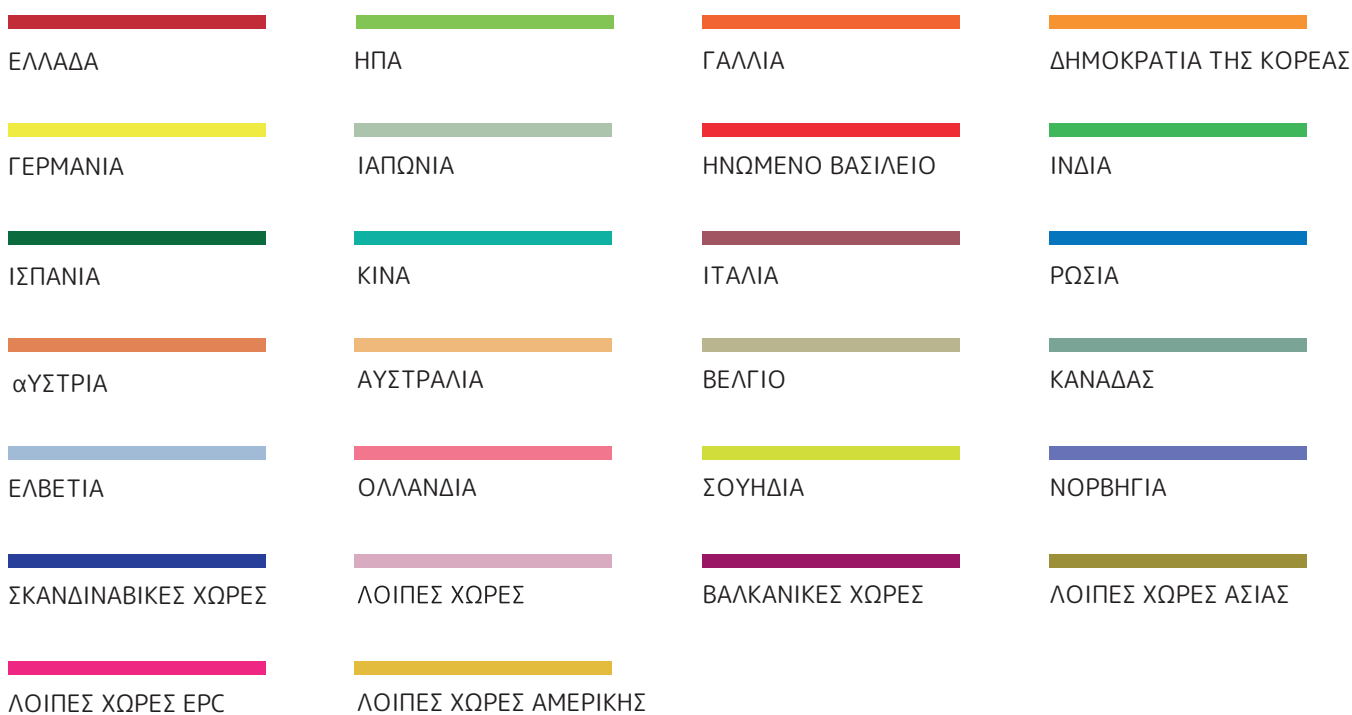 ΕΛΛΑΔΑ
ΗΠΑ
ΓΑΛΛΙΑ
ΔΗΜΟΚΡΑΤΙΑ ΤΗΣ ΚΟΡΕΑΣ
ΓΕΡΜΑΝΙΑ
ΙΑΠΩΝΙΑ
ΗΝΩΜΕΝΟ ΒΑΣΙΛΕΙΟ
ΙΝΔΙΑ
ΙΣΠΑΝΙΑ
ΚΙΝΑ
ΙΤΑΛΙΑ
ΡΩΣΙΑ
αΥΣΤΡΙΑ
ΑΥΣΤΡΑΛΙΑ
ΒΕΛΓΙΟ
ΚΑΝΑΔΑΣ
ΕΛΒΕΤΙΑ
ΟΛΛΑΝΔΙΑ
ΣΟΥΗΔΙΑ
ΝΟΡΒΗΓΙΑ
ΣΚΑΝΔΙΝΑΒΙΚΕΣ ΧΩΡΕΣ
ΛΟΙΠΕΣ ΧΩΡΕΣ
ΒΑΛΚΑΝΙΚΕΣ ΧΩΡΕΣ
ΛΟΙΠΕΣ ΧΩΡΕΣ ΑΣΙΑΣ
ΛΟΙΠΕΣ ΧΩΡΕΣ EPC
ΛΟΙΠΕΣ ΧΩΡΕΣ ΑΜΕΡΙΚΗΣ